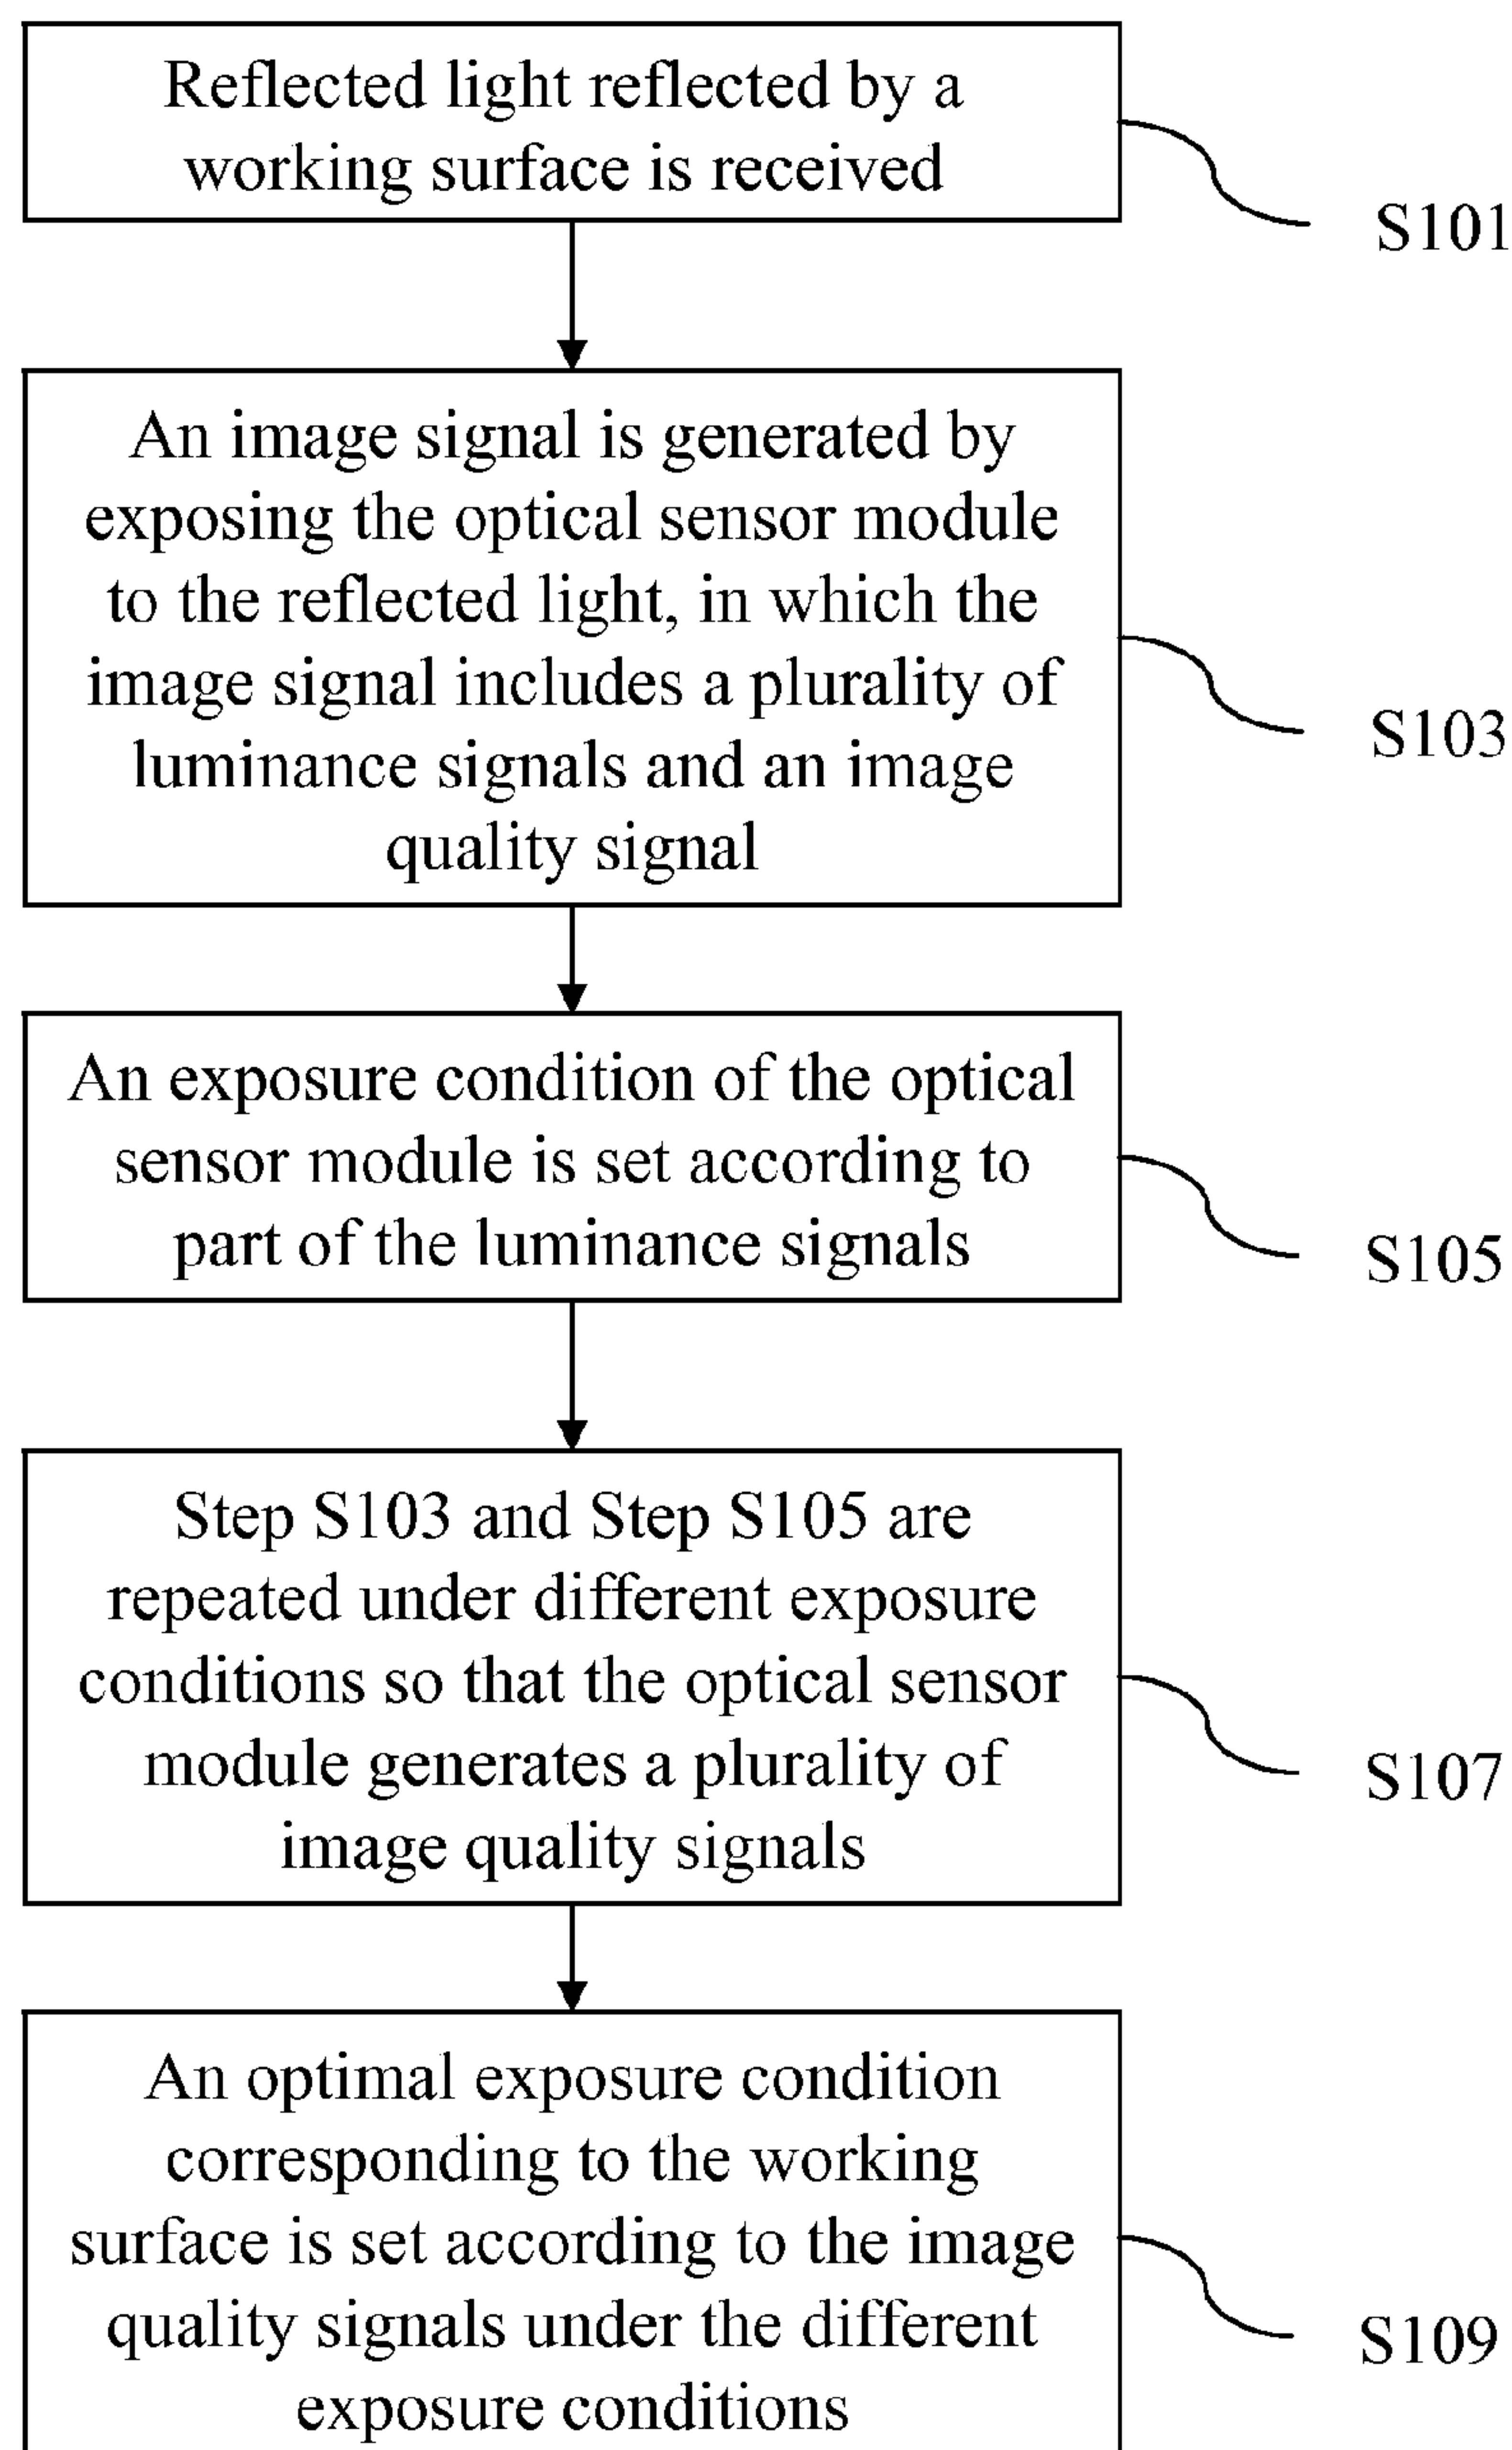 Reflected light reflected by a
working surface is received
S101
An image signal is generated by
exposing the optical sensor module
to the reflected light, in which the
image signal includes a plurality of
luminance signals and an image
quality signal
S103
An exposure condition of the optical
sensor module is set according to
part of the luminance signals
S105
Step S103 and Step S105 are
repeated under different exposure
conditions so that the optical sensor
module generates a plurality of
image quality signals
S107
An optimal exposure condition
corresponding to the working
surface is set according to the image
quality signals under the different
exposure conditions
S109